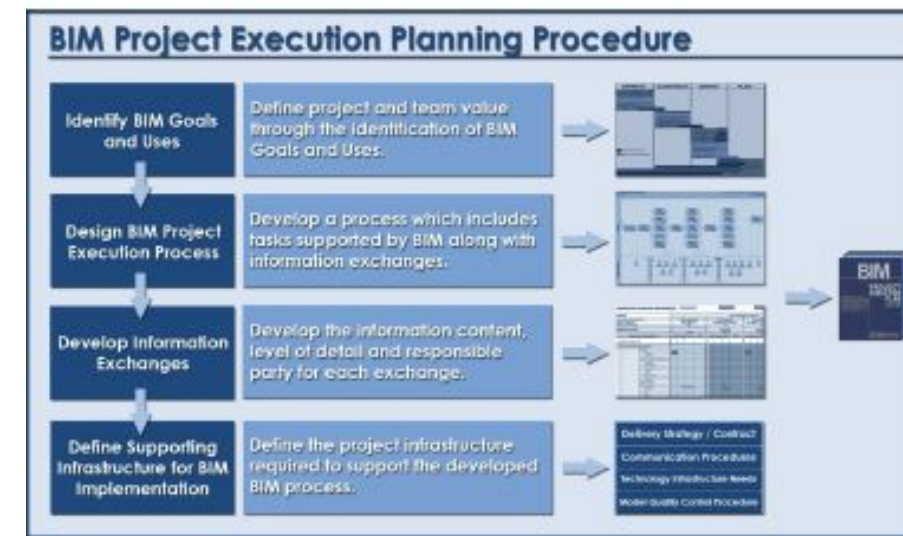 BIM Project Execution Planning Procedure
Identify BIM Goals
and Uses
Define project and team value
through the identification of BIM
Goals and Uses.
Design BIM Project
Execution Process
Develop a process which includes
tasks supported by BIM along with
information exchanges.
Develop Information
Exchanges
Develop the information content,
level of detail and responsible
party for each exchange.
Define Supporting
Infrastructure for BIM
Implementation
Define the project infrastructure
required to support the developed
BIM process.
Delivery Strategy / Contract
Communication Procedures
Technology Infrastructure Needs
Model Quality Control Procedure
BIM